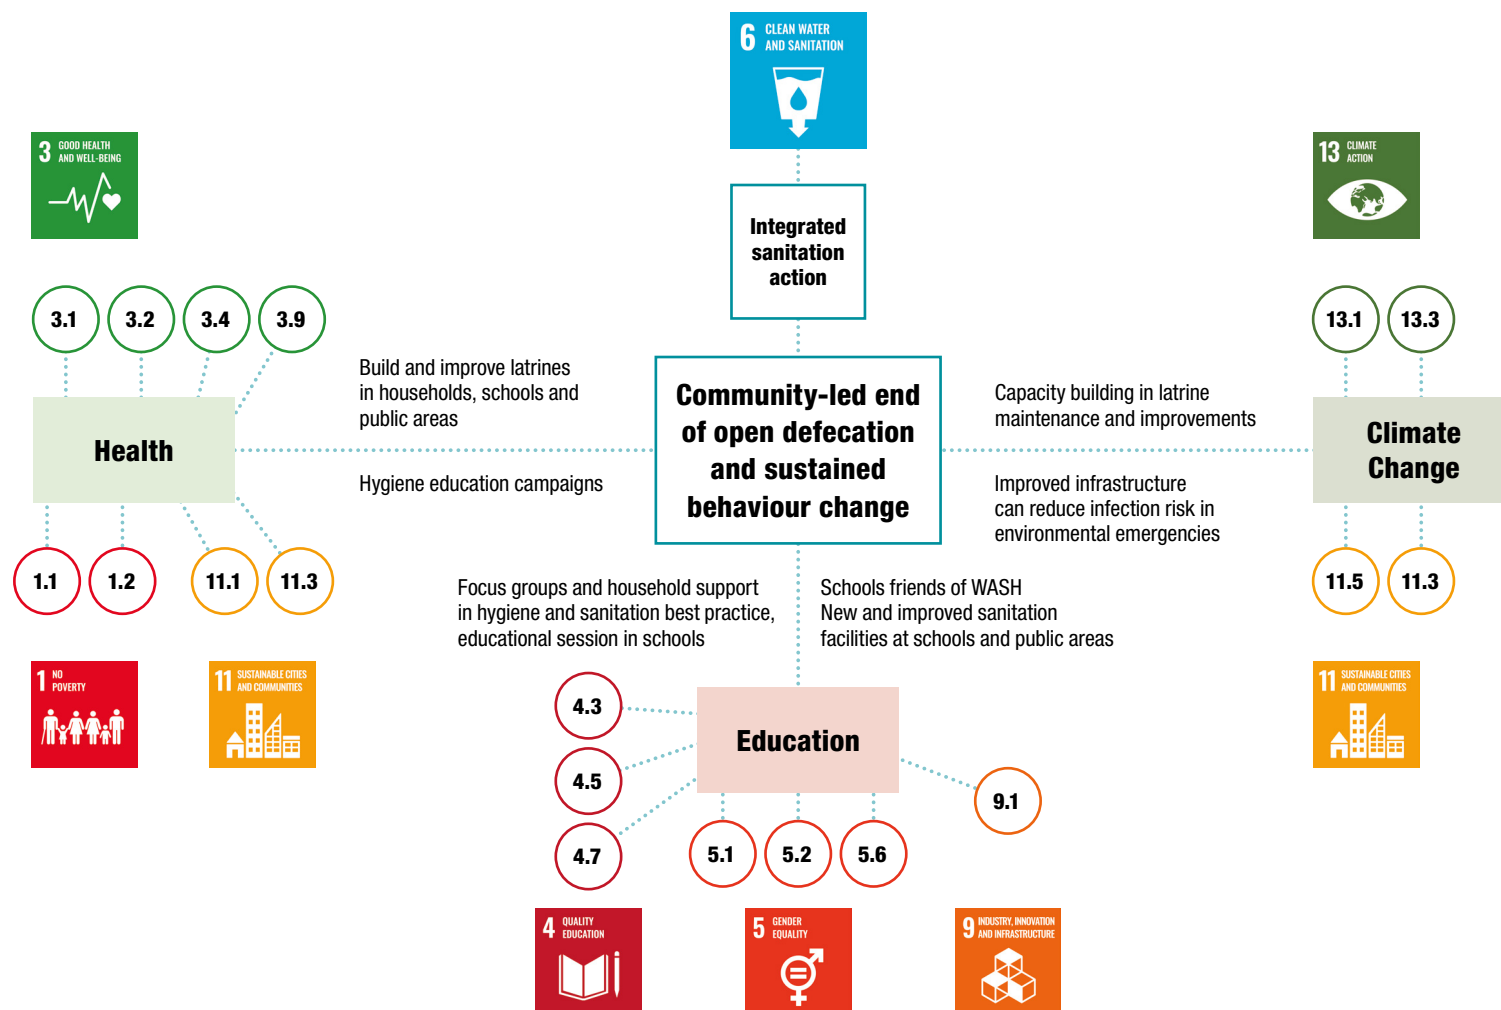 6 CLEAN WATER
AND SANITATION
3 GOOD HEALTH
AND WELL-BEING
13 CLIMATE
ACTION
Integrated
sanitation
action
3.1
3.2
3.4
3.9
13.1
13.3
Build and improve latrines
in households, schools and
public areas
Health
Hygiene education campaigns
Community-led end
of open defecation
and sustained
behaviour change
Capacity building in latrine
maintenance and improvements
Improved infrastructure
can reduce infection risk in
environmental emergencies
Climate
Change
1.1
1.2
11.1
11.3
11.5
11.3
1 NO
POVERTY
11 SUSTAINABLE CITIES
AND COMMUNITIES
11 SUSTAINABLE CITIES
AND COMMUNITIES
Focus groups and household support
in hygiene and sanitation best practice,
educational session in schools
Schools friends of WASH
New and improved sanitation
facilities at schools and public areas
4.3
4.5
4.7
Education
5.1
5.2
5.6
9.1
4 QUALITY
EDUCATION
5 GENDER
EQUALITY
9 INDUSTRY, INNOVATION
AND INFRASTRUCTURE